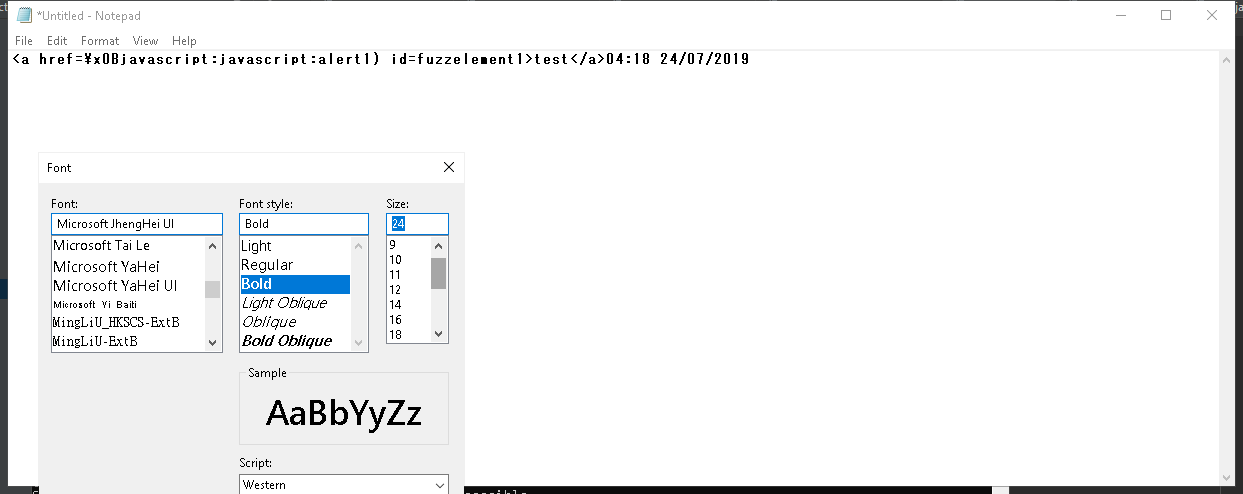 *Untitled - Notepad
File Edit Format View Help
<a href=¥x0Bjavascript:javascript:alert1) id=fuzzelement1>test</a>04:18 24/07/2019
Font
Font: Font style: Size:
Microsoft JhengHei UI Bold 24
Microsoft Tai Le Light 9
Microsoft YaHei Regular 10
Microsoft YaHei UI Bold 11
Microsoft Yi Baiti Light Oblique 12
MingLiU_HKSCS-ExtB Oblique 14
MingLiU-ExtB Bold Oblique 16
18
Sample
AaBbYyZz
Script:
Western